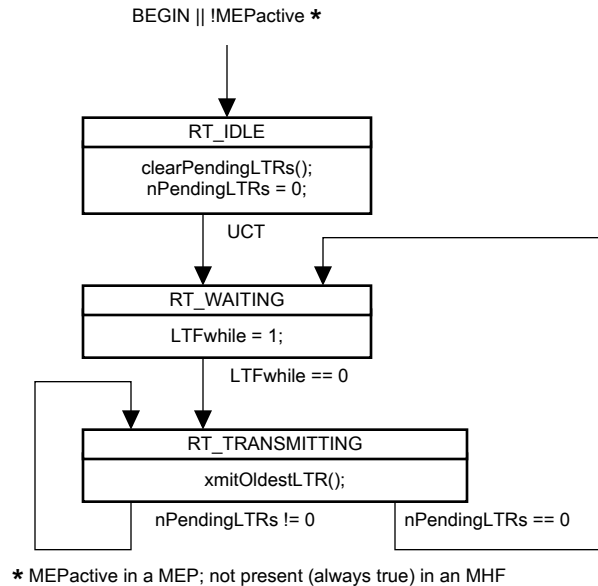 BEGIN || !MEPactive *
RT_IDLE
clearPendingLTRs();
nPendingLTRs = 0;
UCT
RT_WAITING
LTFwhile = 1;
LTFwhile == 0
RT_TRANSMITTING
xmitOldestLTR();
nPendingLTRs != 0
nPendingLTRs == 0
* MEPactive in a MEP; not present (always true) in an MHF